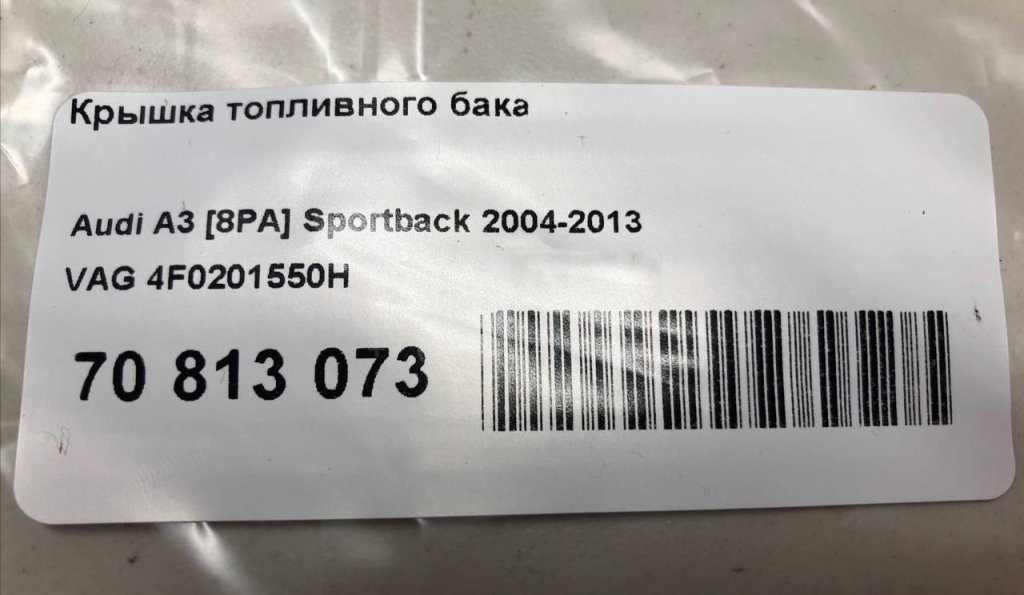 Крышка топливного бака
Audi A3 [8PA] Sportback 2004-2013
VAG 4F0201550H
70 813 073